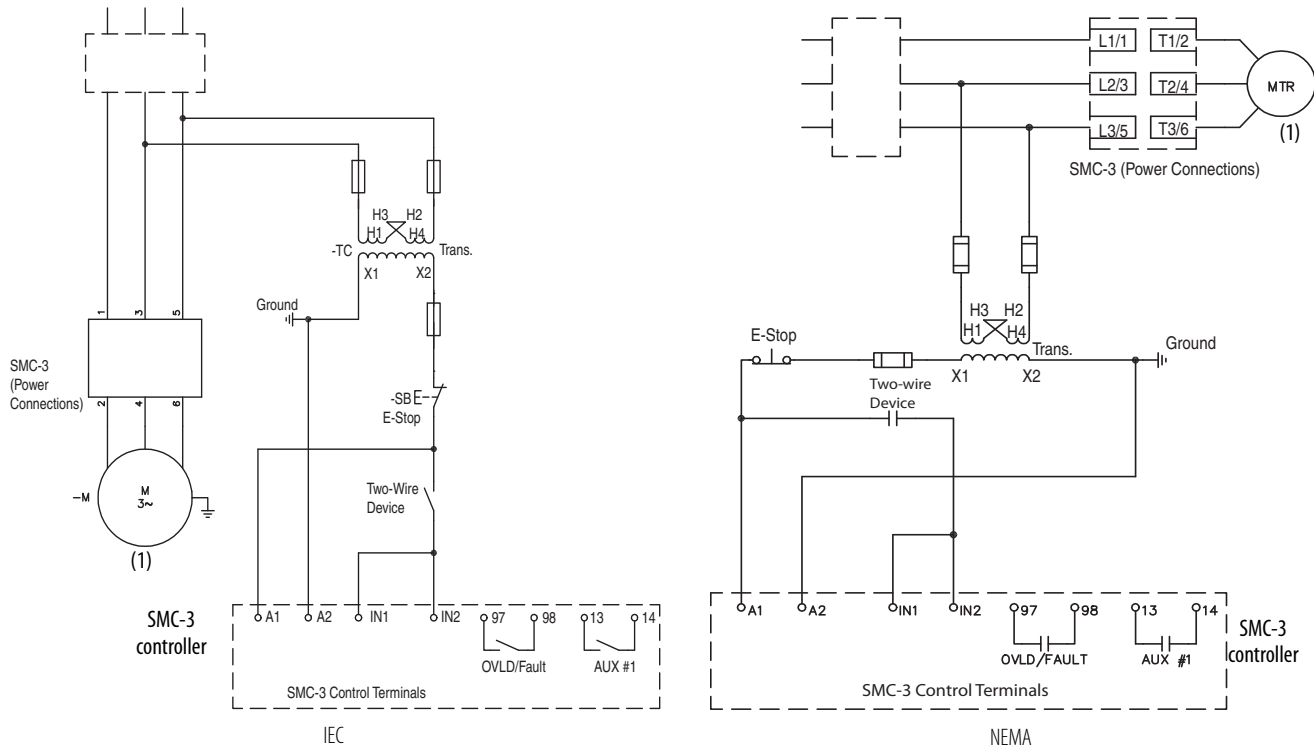 H3 H2
H1 H4
-TC
Trans.
X1 X2
Ground
1 3 5
SMC-3
(Power
Connections)
2 4 6
-SB
E-Stop
-M
M
3~
(1)
Two-Wire
Device
SMC-3
controller
A1 A2 IN1 IN2 97 98 13 14
OVLD/Fault AUX #1
SMC-3 Control Terminals
IEC
L1/1 T1/2
L2/3 T2/4
L3/5 T3/6
MTR
(1)
SMC-3 (Power Connections)
H3 H2
H1 H4
E-Stop
Trans.
Ground
X1 X2
Two-wire
Device
A1 A2 IN1 IN2 97 98 13 14
OVLD/FAULT AUX #1
SMC-3
controller
SMC-3 Control Terminals
NEMA